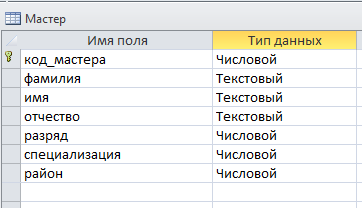 Мастер
Имя поля Тип данных
код_мастера Числовой
фамилия Текстовый
имя Текстовый
отчество Текстовый
разряд Числовой
специализация Числовой
район Числовой